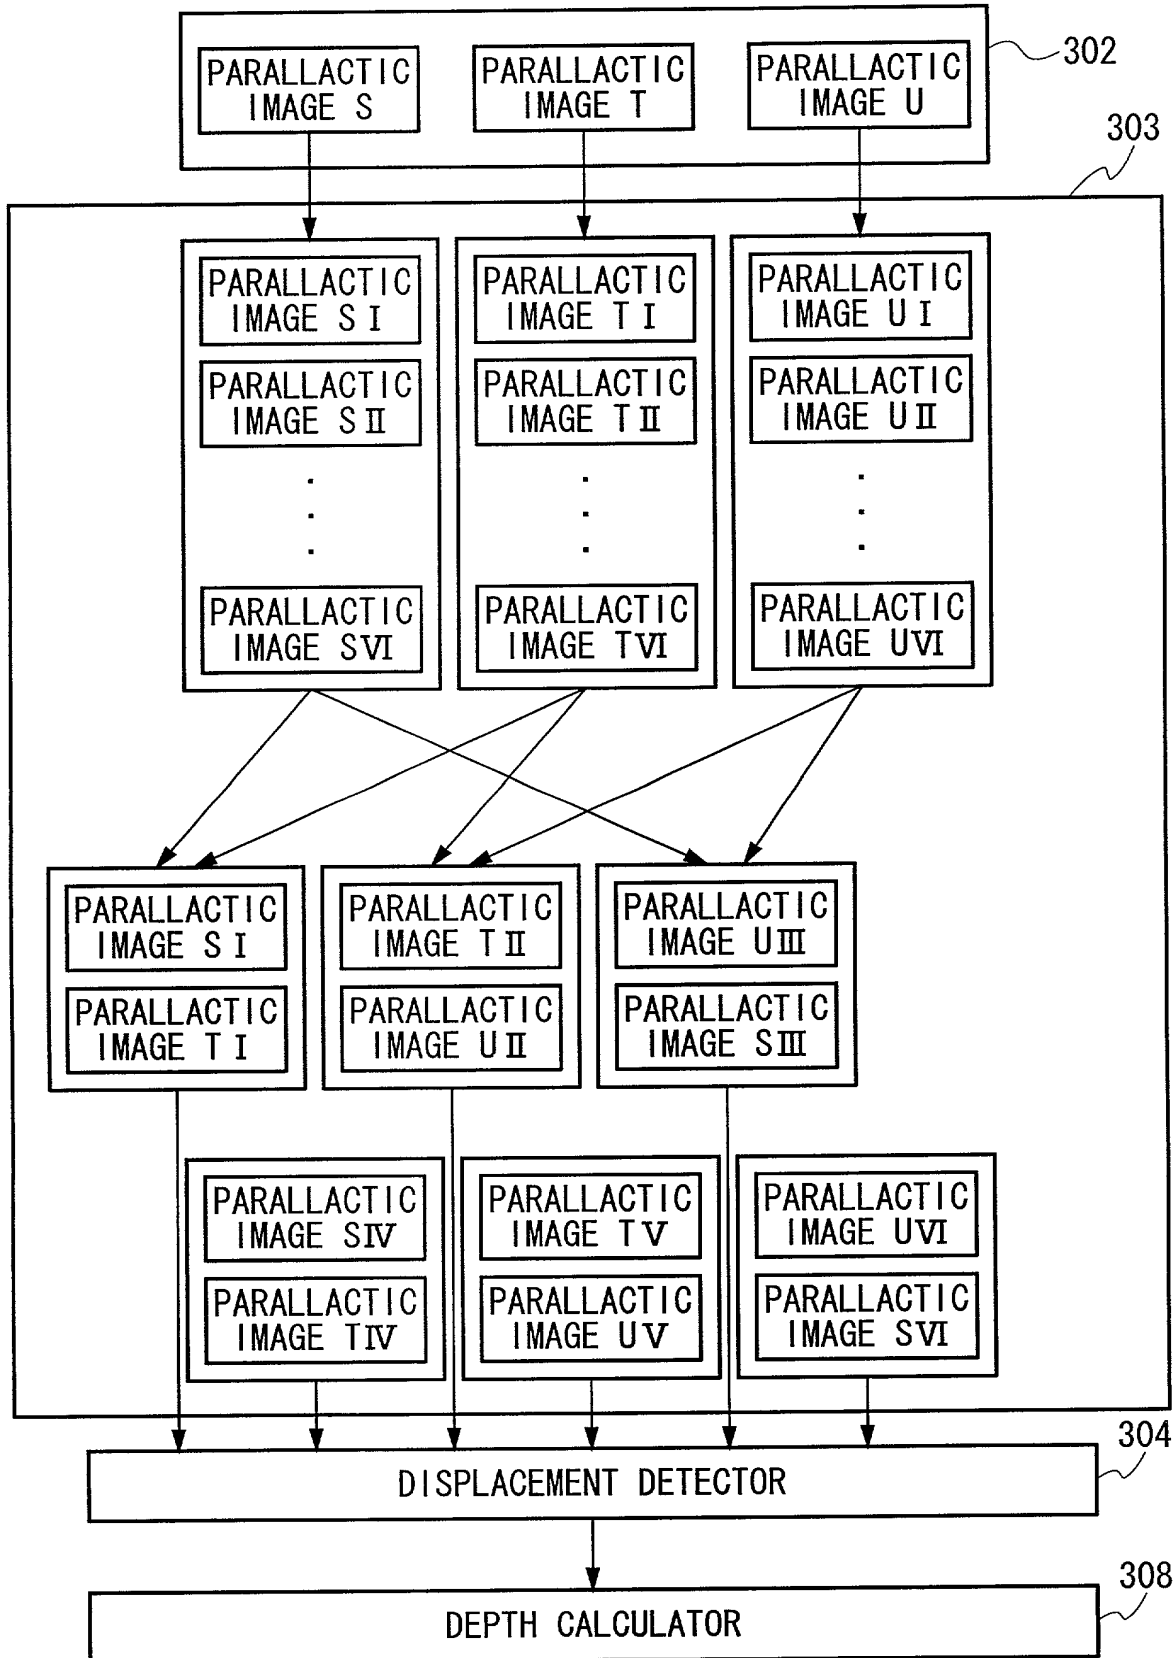 PARALLACTIC
IMAGE S
PARALLACTIC
IMAGE T
PARALLACTIC
IMAGE U
302
303
PARALLACTIC
IMAGE S I
PARALLACTIC
IMAGE T I
PARALLACTIC
IMAGE U I
PARALLACTIC
IMAGE S II
PARALLACTIC
IMAGE T II
PARALLACTIC
IMAGE U II
PARALLACTIC
IMAGE SVI
PARALLACTIC
IMAGE TVI
PARALLACTIC
IMAGE UVI
PARALLACTIC
IMAGE S I
PARALLACTIC
IMAGE T II
PARALLACTIC
IMAGE U III
PARALLACTIC
IMAGE T I
PARALLACTIC
IMAGE U II
PARALLACTIC
IMAGE S III
PARALLACTIC
IMAGE SIV
PARALLACTIC
IMAGE TV
PARALLACTIC
IMAGE UVI
PARALLACTIC
IMAGE TIV
PARALLACTIC
IMAGE UV
PARALLACTIC
IMAGE SVI
304
DISPLACEMENT DETECTOR
308
DEPTH CALCULATOR